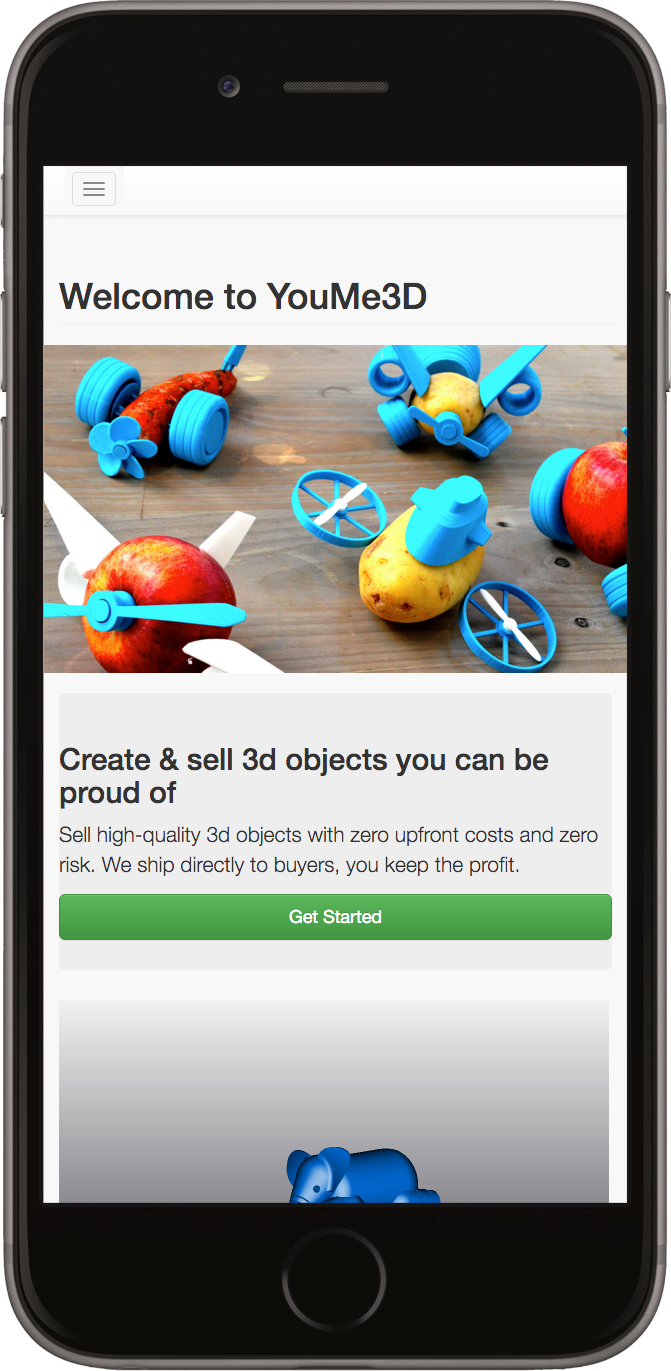 Welcome to YouMe3D
Create & sell 3d objects you can be
proud of
Sell high-quality 3d objects with zero upfront costs and zero
risk. We ship directly to buyers, you keep the profit.
Get Started